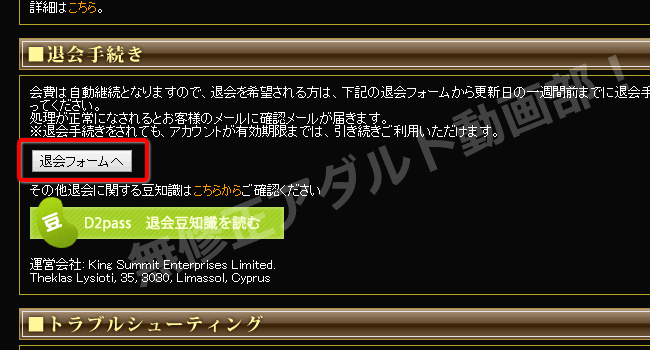 詳細はこちら。
■退会手続き
会費は自動継続となりますので、退会を希望される方は、下記の退会フォームから更新日の一週間前までに退会手
ってください。
処理が正常になされるとお客様のメールに確認メールが届きます。
※退会手続きをされても、アカウントが有効期限までは、引き続きご利用いただけます。
退会フォームへ
その他退会に関する豆知識はこちらからご確認ください
豆 D2pass 退会豆知識を読む
運営会社: King Summit Enterprises Limited.
Theklas Lysioti, 35, 3030, Limassol, Cyprus
■トラブルシューティング
無修正アダルト動画部！